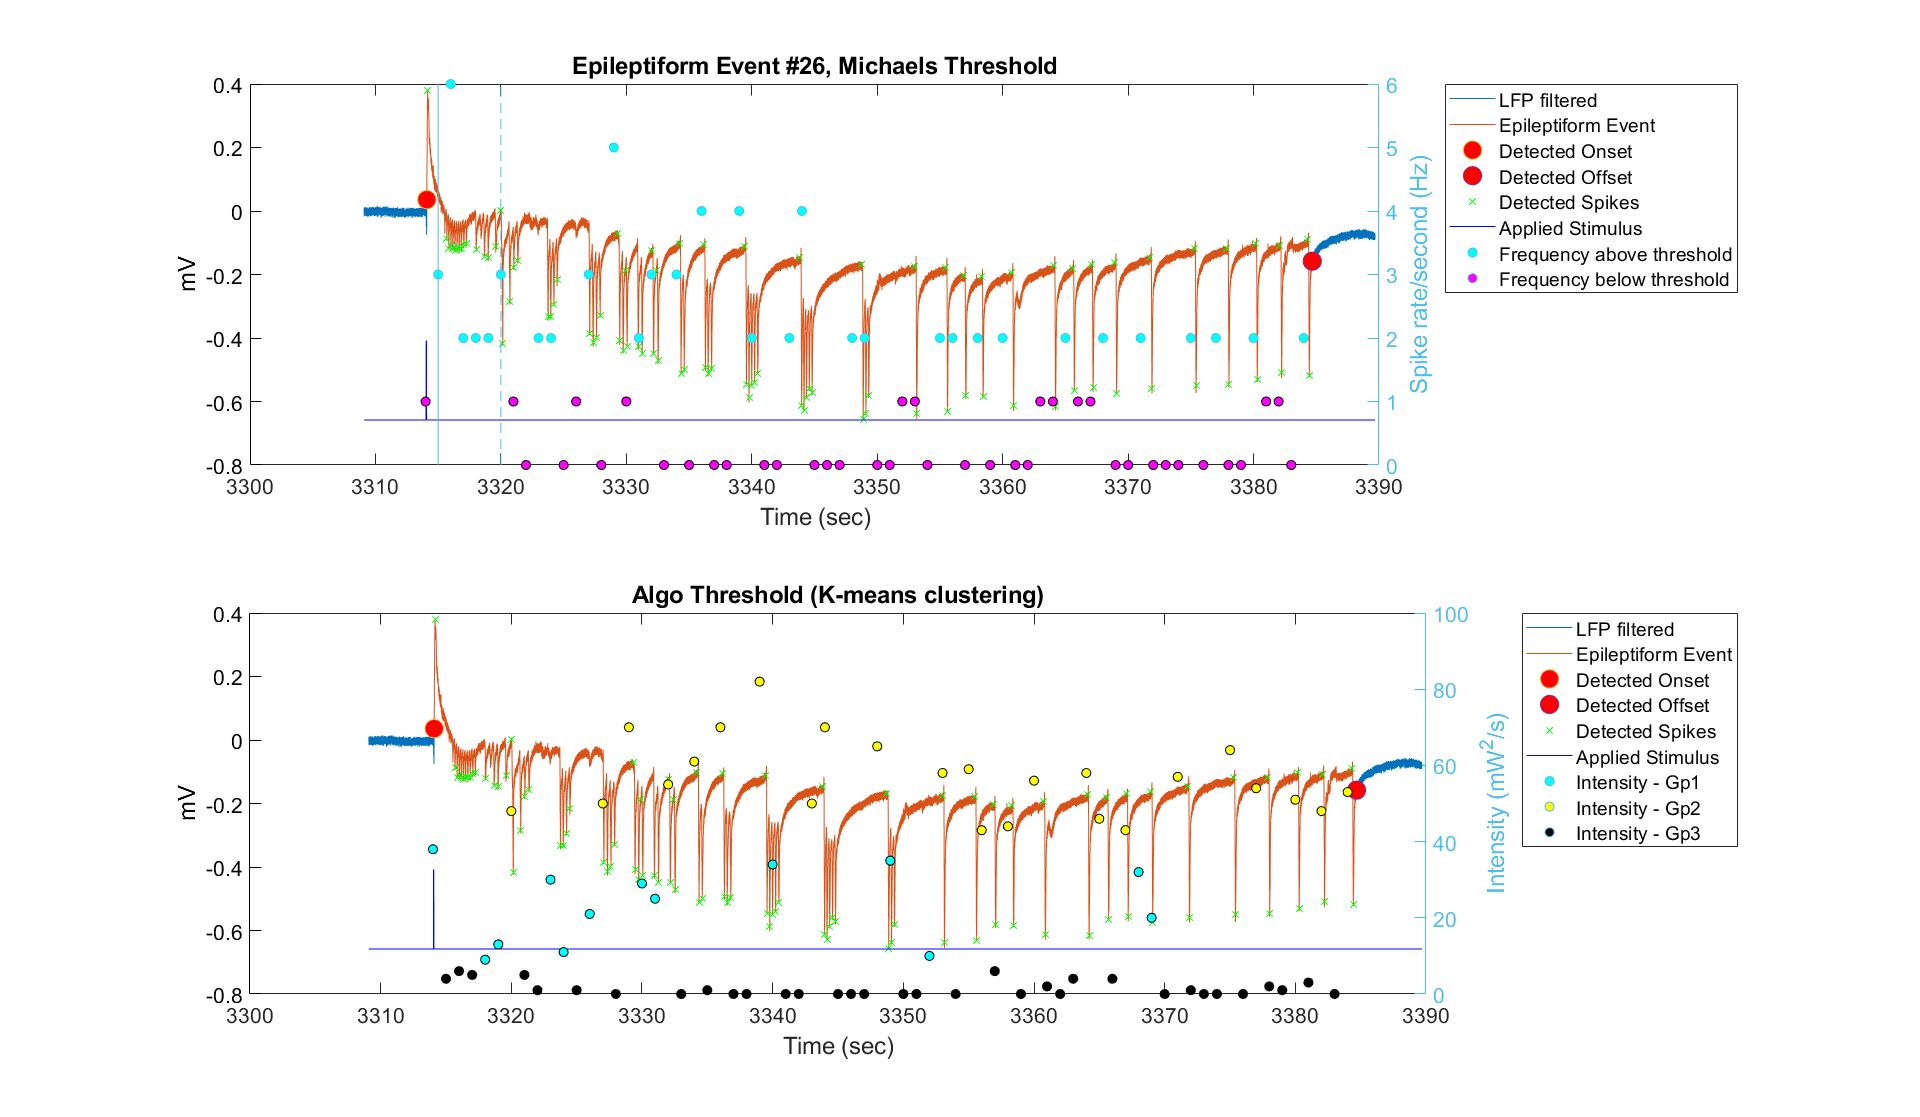 Epileptiform Event #26, Michaels Threshold
0.4
0.2
0
-0.2
-0.4
-0.6
-0.8
mV
3300
3310
3320
3330
3340
3350
3360
3370
3380
3390
Time (sec)
6
5
4
3
2
1
0
Spike rate/second (Hz)
LFP filtered
Epileptiform Event
Detected Onset
Detected Offset
Detected Spikes
Applied Stimulus
Frequency above threshold
Frequency below threshold
Algo Threshold (K-means clustering)
0.4
0.2
0
-0.2
-0.4
-0.6
-0.8
mV
3300
3310
3320
3330
3340
3350
3360
3370
3380
3390
Time (sec)
100
80
60
40
20
0
Intensity (mW²/s)
LFP filtered
Epileptiform Event
Detected Onset
Detected Offset
Detected Spikes
Applied Stimulus
Intensity - Gp1
Intensity - Gp2
Intensity - Gp3